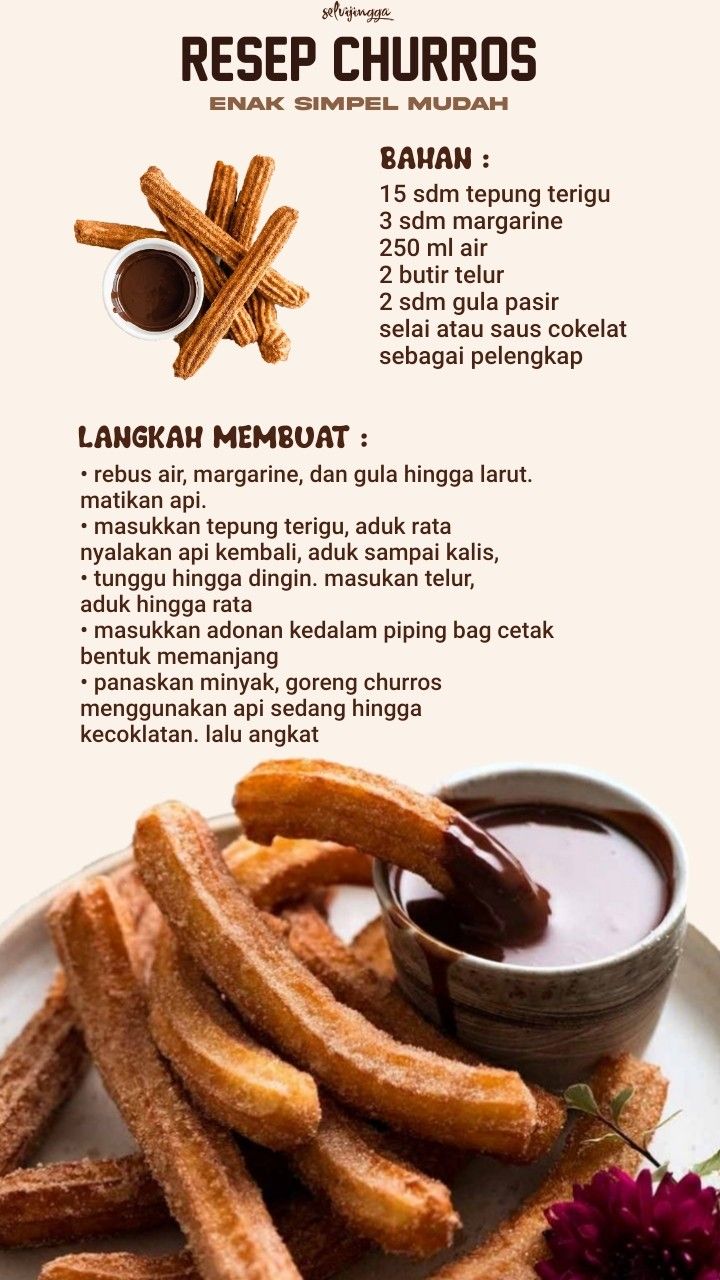 selvijingga
RESEP CHURROS
ENAK SIMPEL MUDAH
BAHAN :
15 sdm tepung terigu
3 sdm margarine
250 ml air
2 butir telur
2 sdm gula pasir
selai atau saus cokelat
sebagai pelengkap
LANGKAH MEMBUAT :
• rebus air, margarine, dan gula hingga larut.
matikan api.
• masukkan tepung terigu, aduk rata
nyalakan api kembali, aduk sampai kalis,
• tunggu hingga dingin. masukan telur,
aduk hingga rata
• masukkan adonan kedalam piping bag cetak
bentuk memanjang
• panaskan minyak, goreng churros
menggunakan api sedang hingga
kecoklatan. lalu angkat